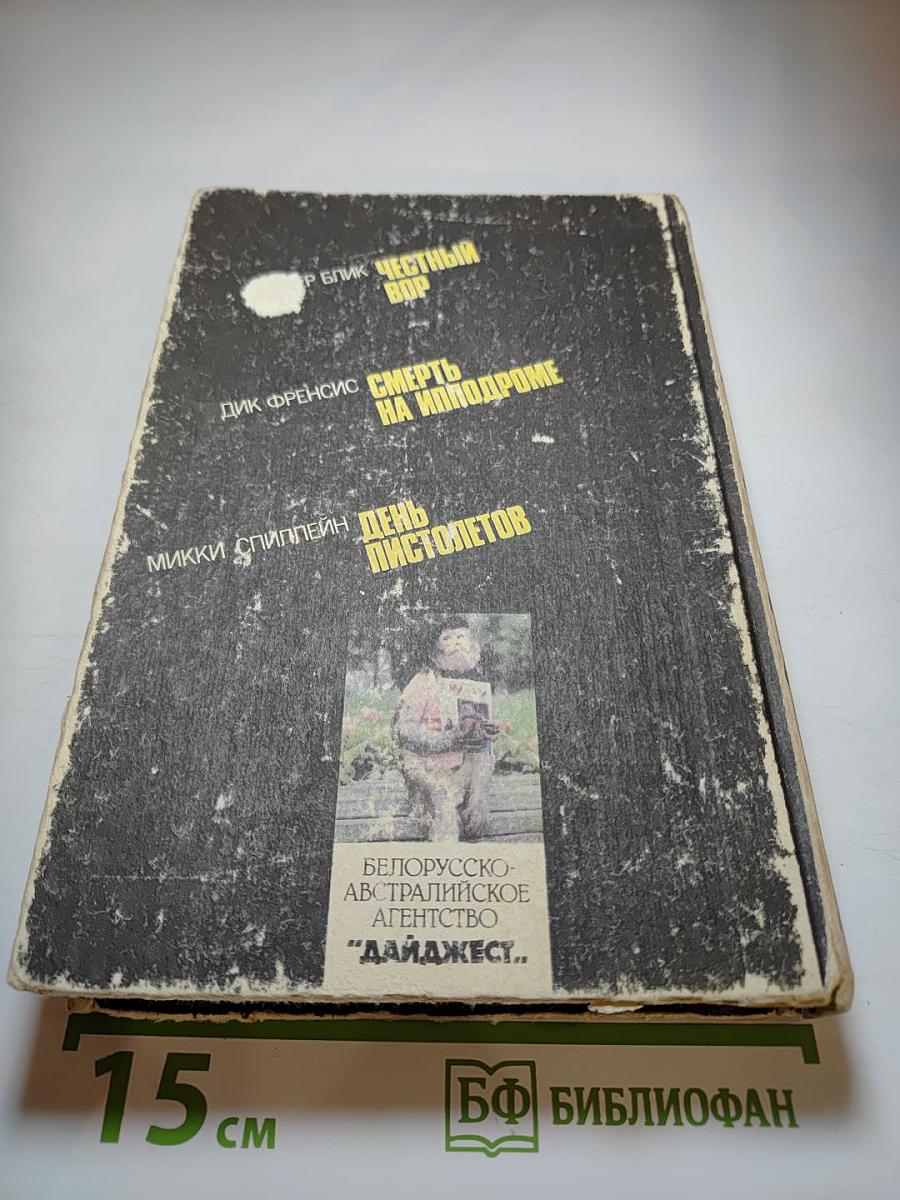 БЛИК ЧЕСТНЫЙ
ВОР
ДИК ФРЕНСИС СМЕРТЬ
НА ИППОДРОМЕ
МИККИ СПИЛЛЕЙН ДЕНЬ
ПИСТОЛЕТОВ
БЕЛОРУССКО-
АВСТРАЛИЙСКОЕ
АГЕНТСТВО
"ДАЙДЖЕСТ"
15 см
БФ БИБЛИОФАН